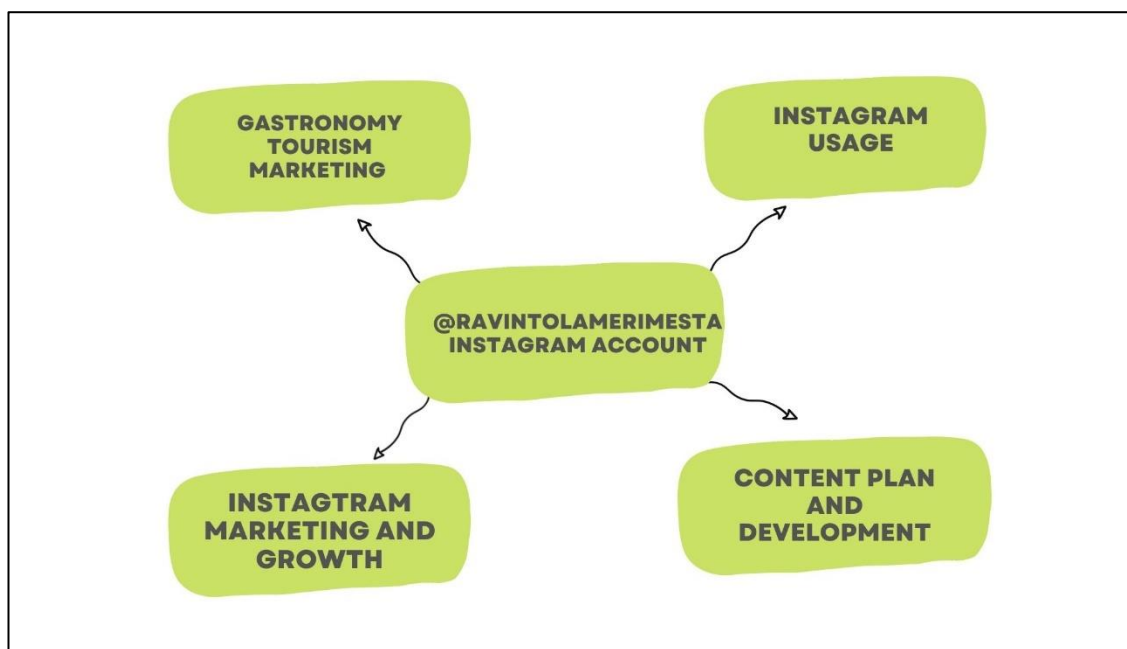 GASTRONOMY
TOURISM
MARKETING
INSTAGRAM
USAGE
@RAVINTOLAMERIMESTA
INSTAGRAM ACCOUNT
INSTAGTRAM
MARKETING AND
GROWTH
CONTENT PLAN
AND
DEVELOPMENT